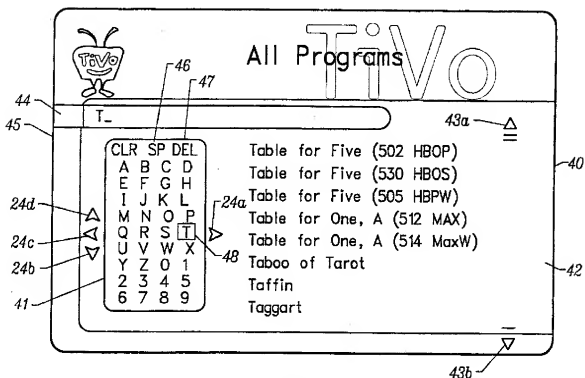 TiVo
All Programs
TiVo
46
47
44
45
T_
43a
CLR SP DEL
A B C D
E F G H
I J K L
M N O P
Q R S T
U V W X
Y Z 0 1
2 3 4 5
6 7 8 9
Table for Five (502 HBOP)
Table for Five (530 HBOS)
Table for Five (505 HBPW)
Table for One, A (512 MAX)
Table for One, A (514 MaxW)
Taboo of Tarot
Taffin
Taggart
40
24d
24a
24c
24b
48
42
41
43b